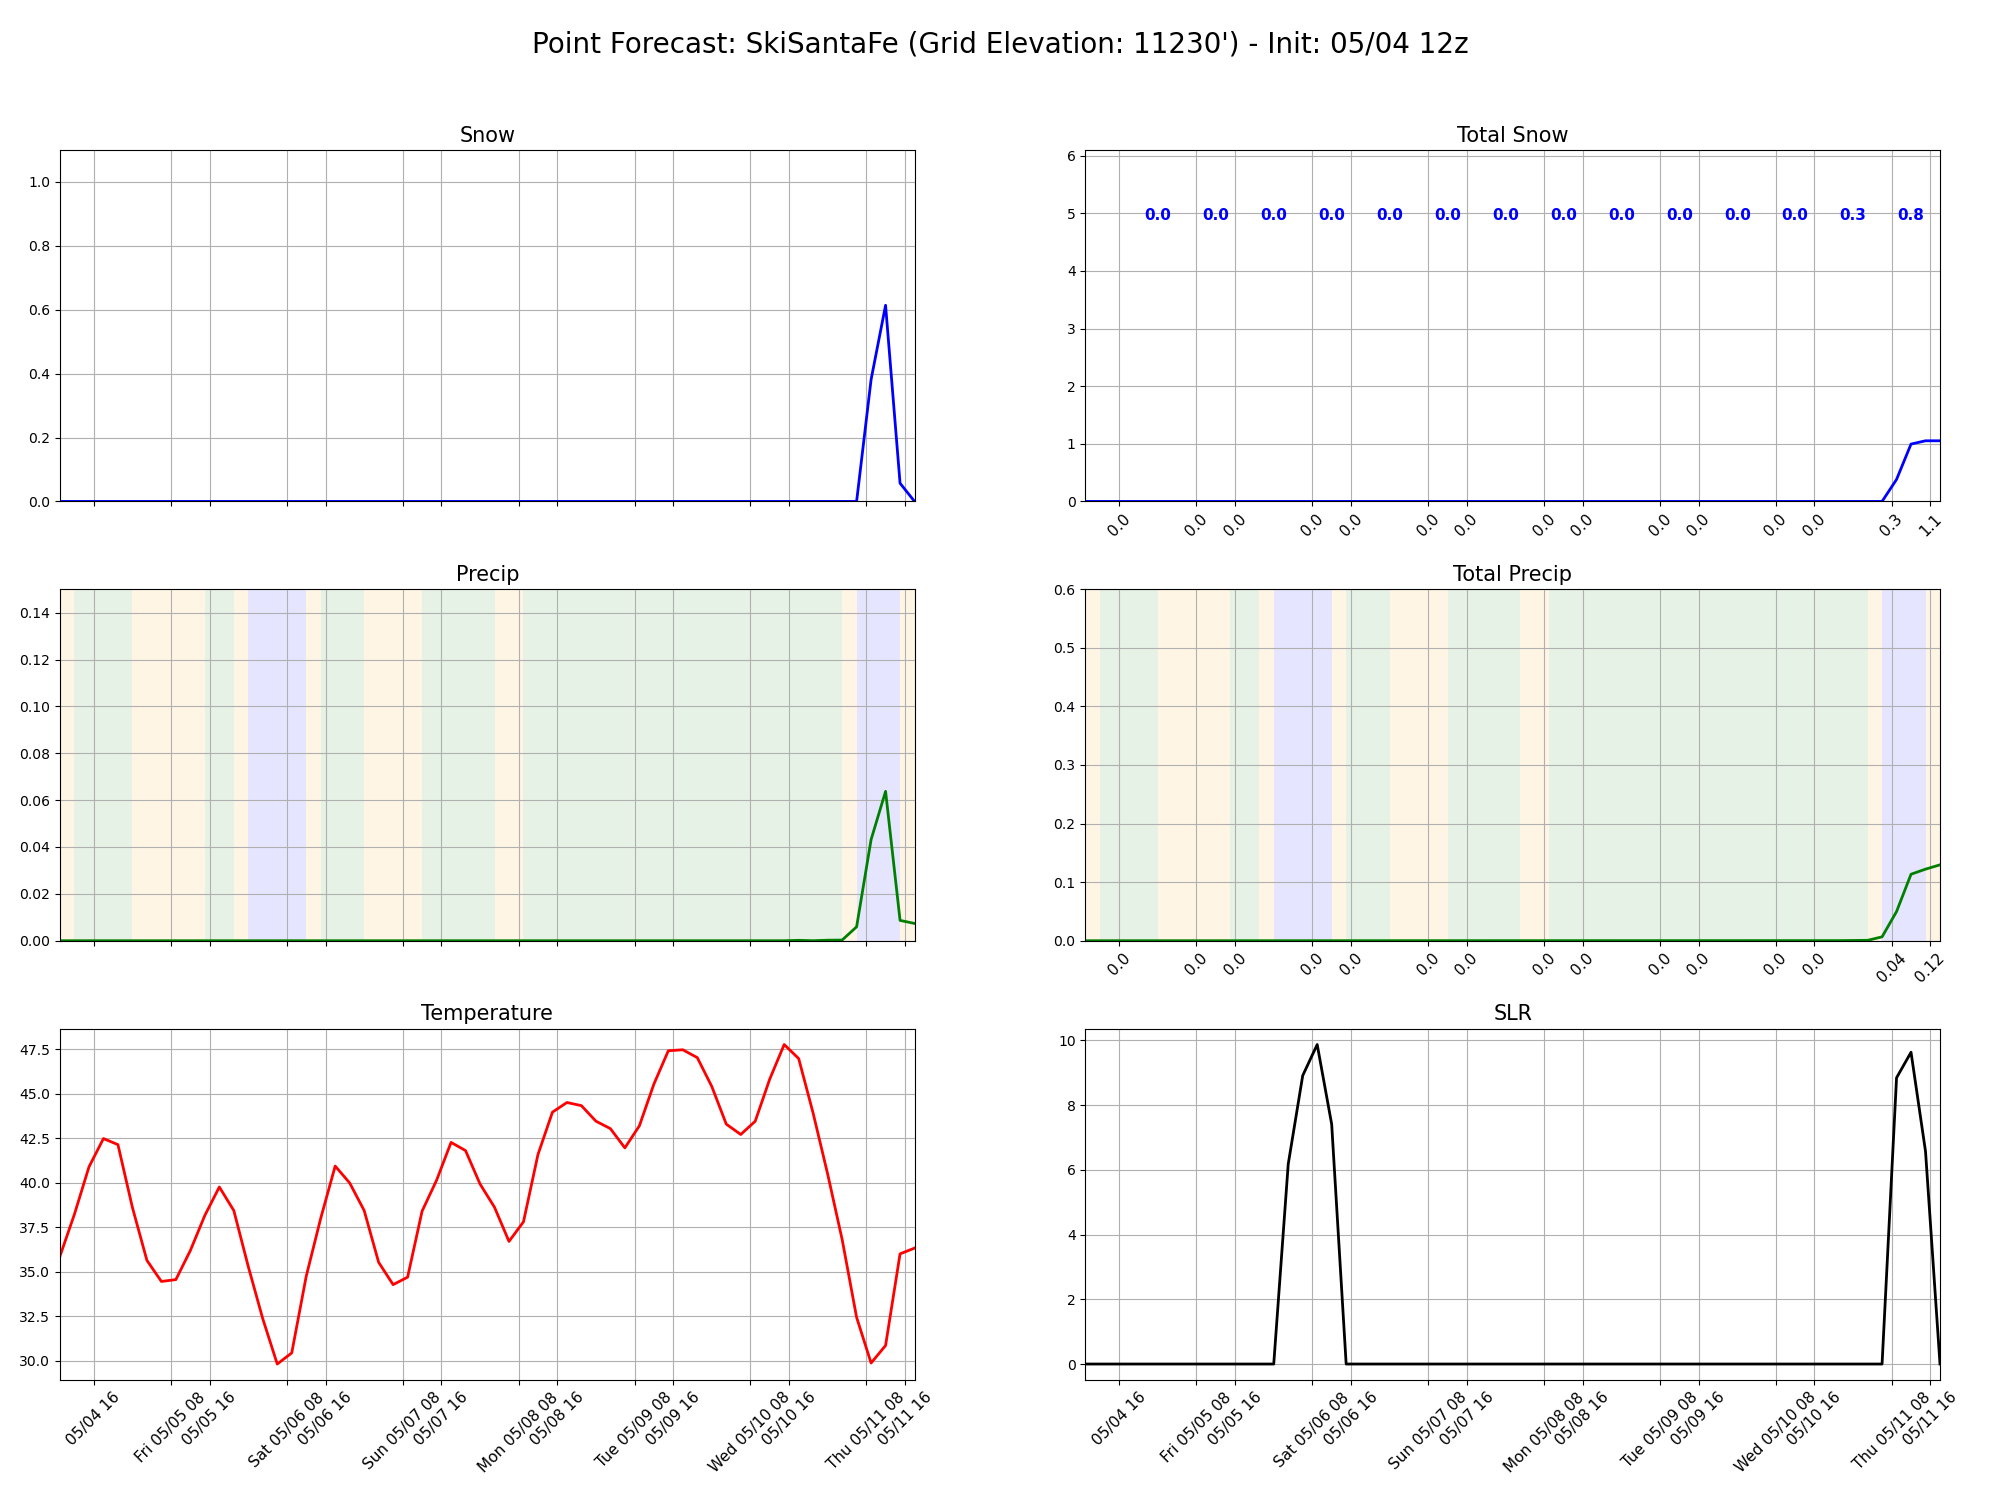 Point Forecast: SkiSantaFe (Grid Elevation: 11230') - Init: 05/04 12z
Snow
1.0
0.8
0.6
0.4
0.2
0.0
Total Snow
6
5
4
3
2
1
0
0.0 0.0 0.0 0.0 0.0 0.0 0.0 0.0 0.0 0.0 0.0 0.0 0.3 0.8
0.0 0.0 0.0 0.0 0.0 0.0 0.0 0.0 0.0 0.0 0.0 0.0 0.0 0.3 1.1
Precip
0.14
0.12
0.10
0.08
0.06
0.04
0.02
0.00
Total Precip
0.6
0.5
0.4
0.3
0.2
0.1
0.0
0.0 0.0 0.0 0.0 0.0 0.0 0.0 0.0 0.0 0.0 0.0 0.0 0.0 0.04 0.12
Temperature
47.5
45.0
42.5
40.0
37.5
35.0
32.5
30.0
05/04 16
Fri 05/05 08
05/05 16
Sat 05/06 08
05/06 16
Sun 05/07 08
05/07 16
Mon 05/08 08
05/08 16
Tue 05/09 08
05/09 16
Wed 05/10 08
05/10 16
Thu 05/11 08
05/11 16
SLR
10
8
6
4
2
0
05/04 16
Fri 05/05 08
05/05 16
Sat 05/06 08
05/06 16
Sun 05/07 08
05/07 16
Mon 05/08 08
05/08 16
Tue 05/09 08
05/09 16
Wed 05/10 08
05/10 16
Thu 05/11 08
05/11 16